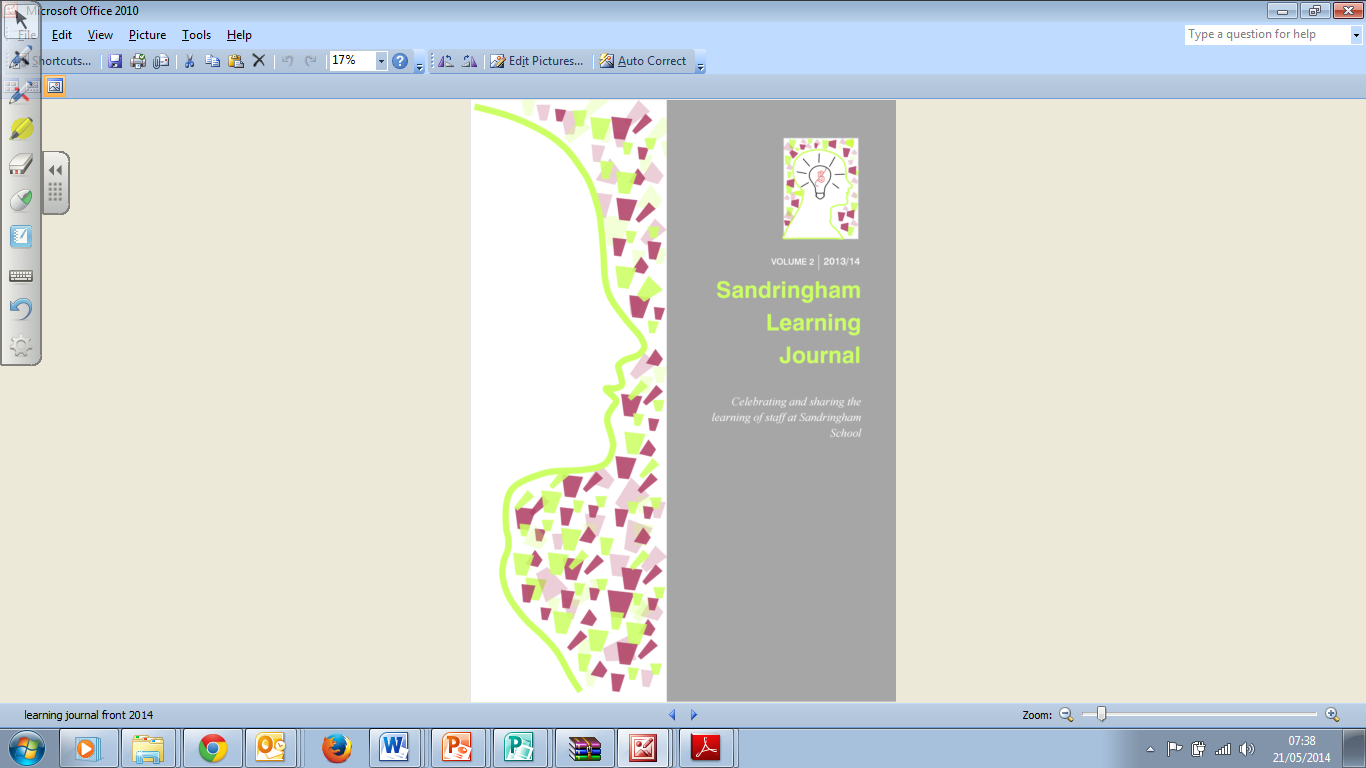 Microsoft Office 2010
File Edit View Picture Tools Help
Type a question for help
Shortcuts...
17%
Edit Pictures...
Auto Correct
VOLUME 2 | 2013/14
Sandringham
Learning
Journal
Celebrating and sharing the
learning of staff at Sandringham
School
learning journal front 2014
Zoom:
07:38
21/05/2014